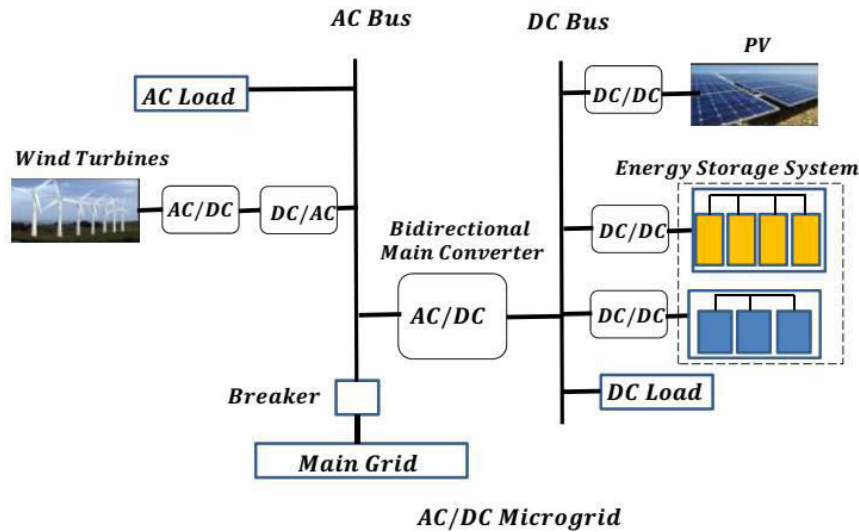 AC Bus
DC Bus
PV
AC Load
DC/DC
Wind Turbines
Energy Storage System
AC/DC
DC/AC
Bidirectional
Main Converter
DC/DC
AC/DC
DC/DC
Breaker
DC Load
Main Grid
AC/DC Microgrid